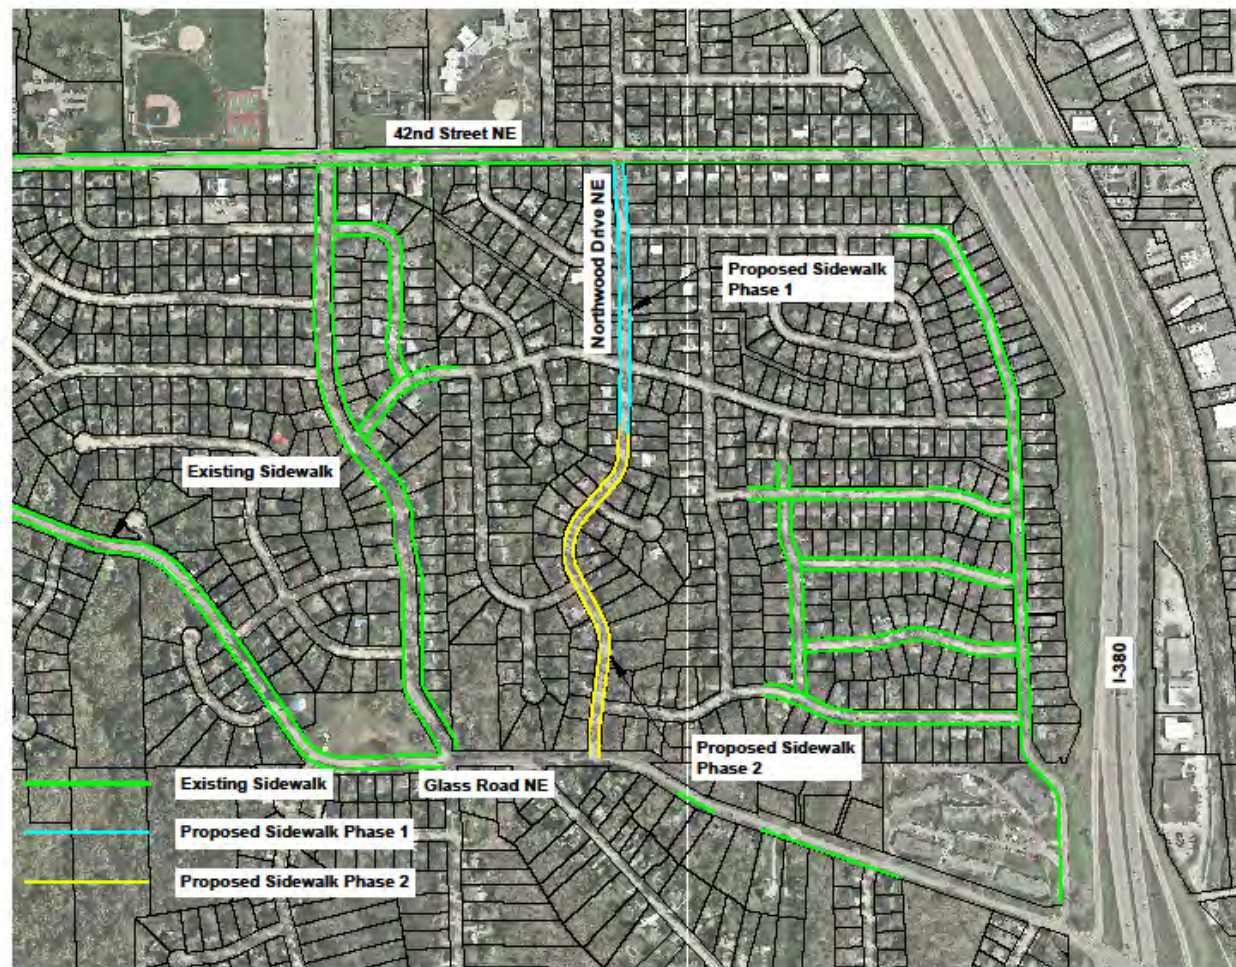 42nd Street NE
Northwood Drive NE
Proposed Sidewalk
Phase 1
Existing Sidewalk
I-380
Proposed Sidewalk
Phase 2
Existing Sidewalk
Glass Road NE
Proposed Sidewalk Phase 1
Proposed Sidewalk Phase 2